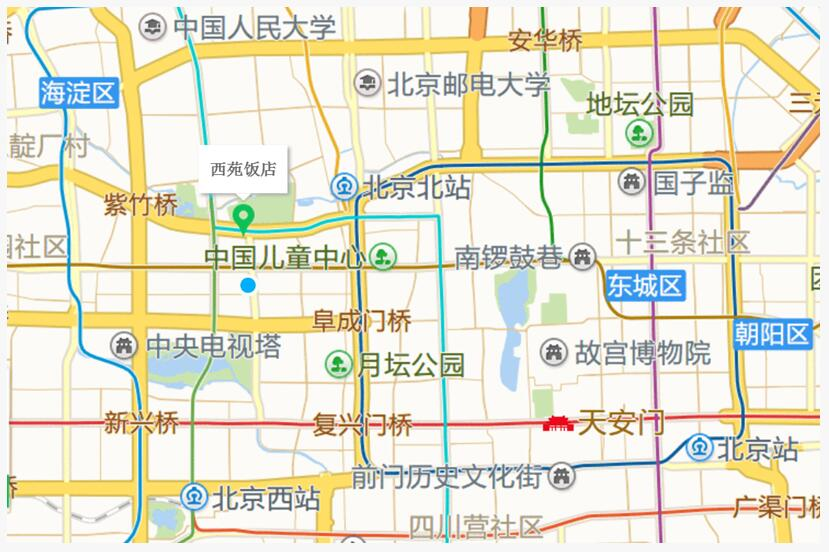 中国人民大学
安华桥
海淀区
北京邮电大学
地坛公园
三元
靛厂村
西苑饭店
北京北站
国子监
紫竹桥
社区
中国儿童中心
南锣鼓巷
十三条社区
东城区
阜成门桥
朝阳区
中央电视塔
月坛公园
故宫博物院
新兴桥
复兴门桥
天安门
北京站
前门历史文化街
桥
北京西站
广渠门桥
四川营社区